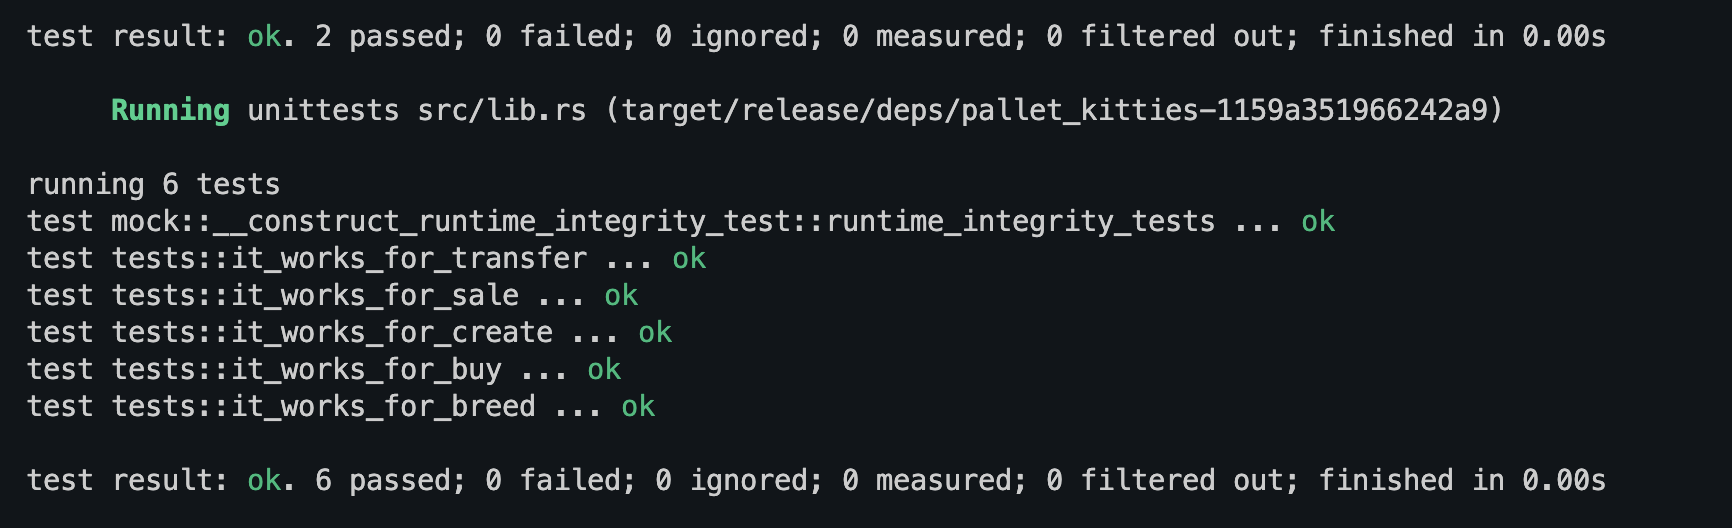 test result: ok. 2 passed; 0 failed; 0 ignored; 0 measured; 0 filtered out; finished in 0.00s
Running unittests src/lib.rs (target/release/deps/pallet_kitties-1159a351966242a9)
running 6 tests
test mock::__construct_runtime_integrity_test::runtime_integrity_tests ... ok
test tests::it_works_for_transfer ... ok
test tests::it_works_for_sale ... ok
test tests::it_works_for_create ... ok
test tests::it_works_for_buy ... ok
test tests::it_works_for_breed ... ok
test result: ok. 6 passed; 0 failed; 0 ignored; 0 measured; 0 filtered out; finished in 0.00s